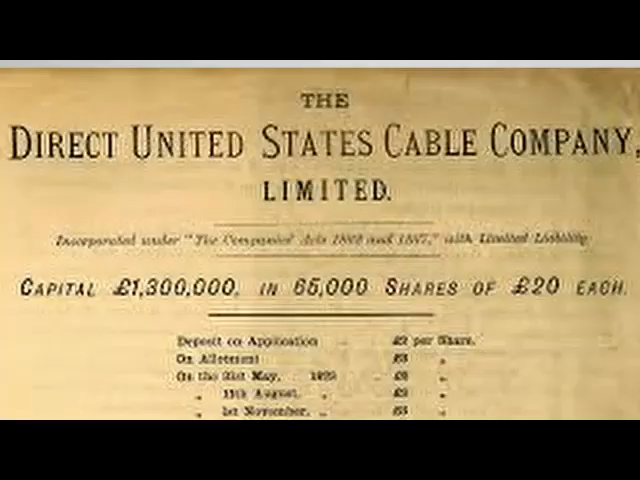 THE
DIRECT UNITED STATES CABLE COMPANY,
LIMITED.
Incorporated under "The Companies' Acts 1862 and 1867," with Limited Liability
CAPITAL £1,300,000, IN 65,000 SHARES OF £20 EACH.
Deposit on Application .. £2 per Share.
On Allotment £3 "
On the 31st May, "
" 15th August, "
" 1st November, "